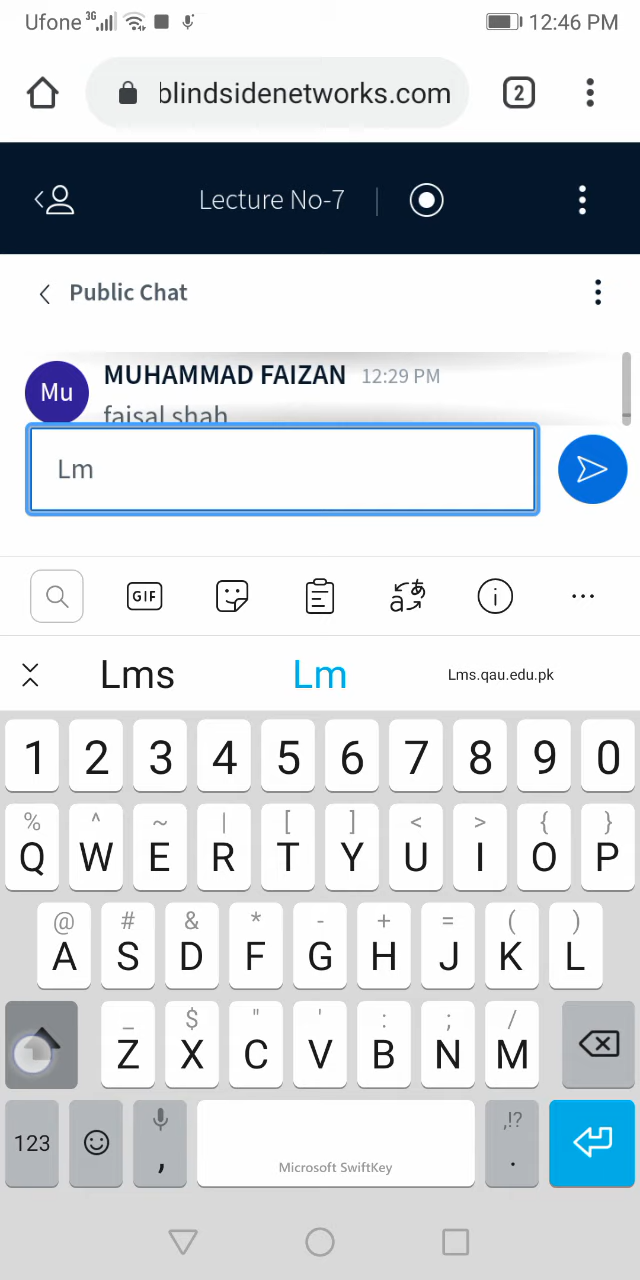 Ufone 3G 12:46 PM
blindsidenetworks.com 2
Lecture No-7
Public Chat
Mu MUHAMMAD FAIZAN 12:29 PM
faisal shah
Lm
GIF
Lms Lm Lms.qau.edu.pk
1 2 3 4 5 6 7 8 9 0
% ^ ~ | [ ] < > { }
Q W E R T Y U I O P
@ # & * - + = ( )
A S D F G H J K L
_ $ " ' : ; /
Z X C V B N M
,!?
123 , Microsoft SwiftKey .